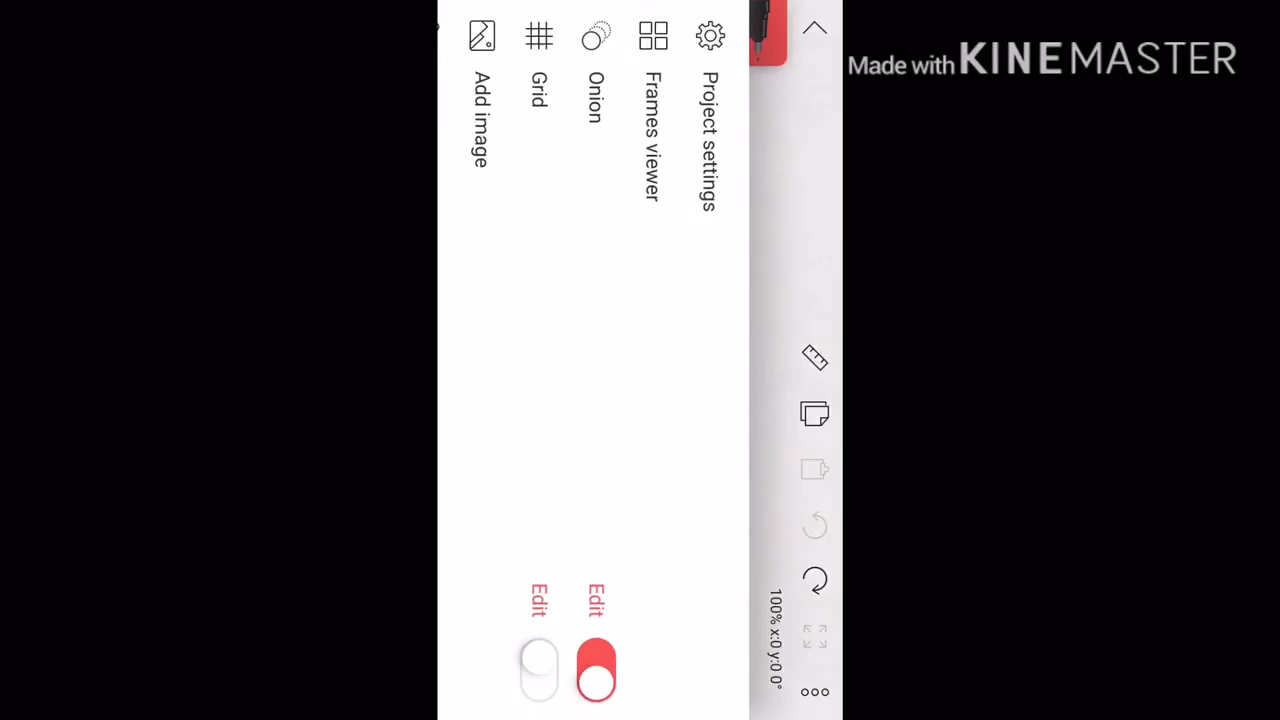 Made with KINEMASTER
100% x:0 y:0 0°
Project settings
Frames viewer
Onion Edit
Grid Edit
Add image